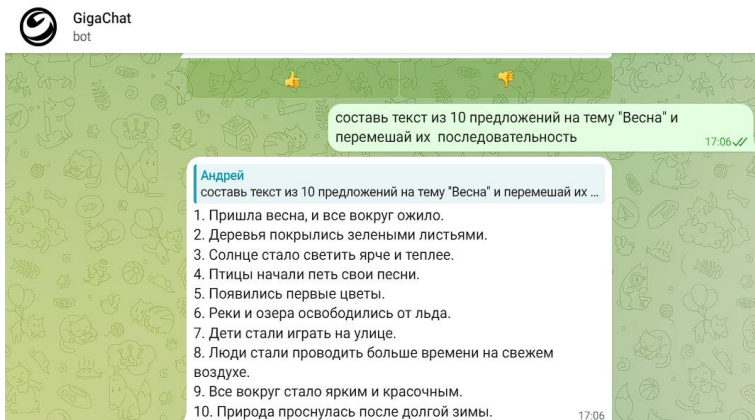 GigaChat
bot
составь текст из 10 предложений на тему "Весна" и
перемешай их последовательность
17:06
Андрей
составь текст из 10 предложений на тему "Весна" и перемешай их ...
1. Пришла весна, и все вокруг ожило.
2. Деревья покрылись зелеными листьями.
3. Солнце стало светить ярче и теплее.
4. Птицы начали петь свои песни.
5. Появились первые цветы.
6. Реки и озера освободились от льда.
7. Дети стали играть на улице.
8. Люди стали проводить больше времени на свежем
воздухе.
9. Все вокруг стало ярким и красочным.
10. Природа проснулась после долгой зимы.
17:06